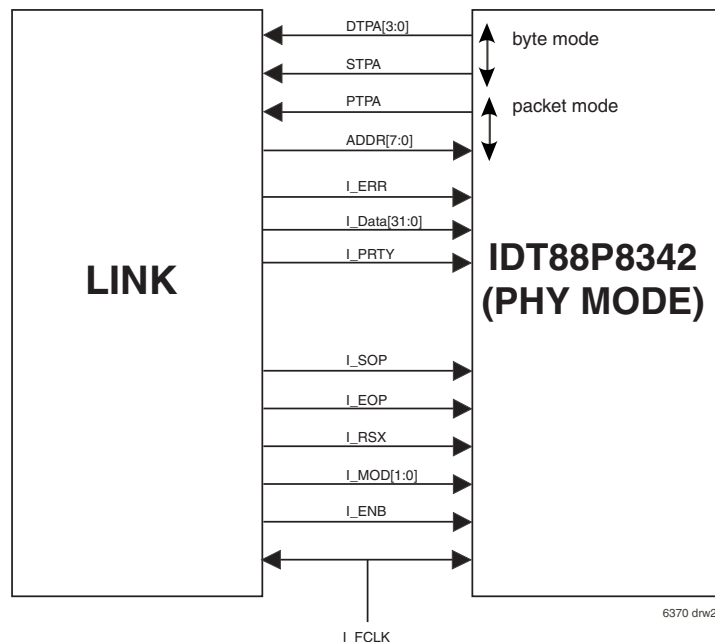 DTPA[3:0]
byte mode
STPA
PTPA
packet mode
ADDR[7:0]
I_ERR
I_Data[31:0]
I_PRTY
LINK
IDT88P8342
(PHY MODE)
I_SOP
I_EOP
I_RSX
I_MOD[1:0]
I_ENB
6370 drw2
I_FCLK